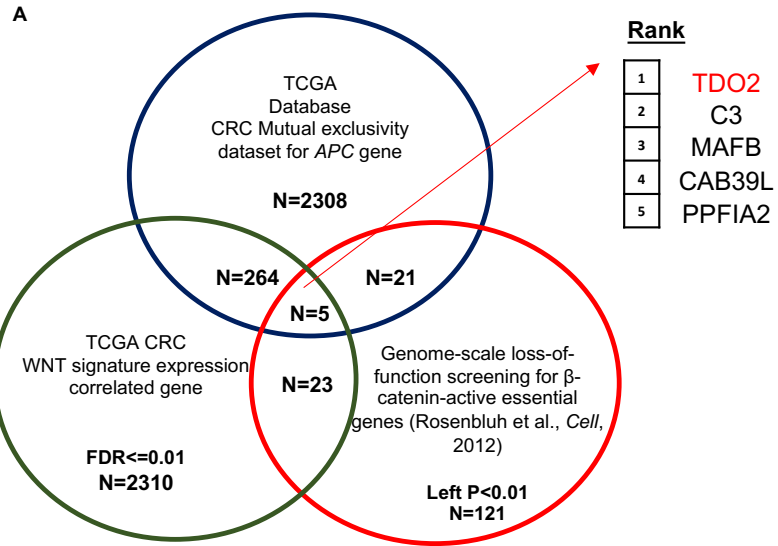 A
TCGA
Database
CRC Mutual exclusivity
dataset for APC gene
N=2308
N=264
N=21
N=5
TCGA CRC
WNT signature expression
correlated gene
N=23
Genome-scale loss-of-
function screening for β-
catenin-active essential
genes (Rosenbluh et al., Cell,
2012)
FDR<=0.01
N=2310
Left P<0.01
N=121
Rank
1 TDO2
2 C3
3 MAFB
4 CAB39L
5 PPFIA2